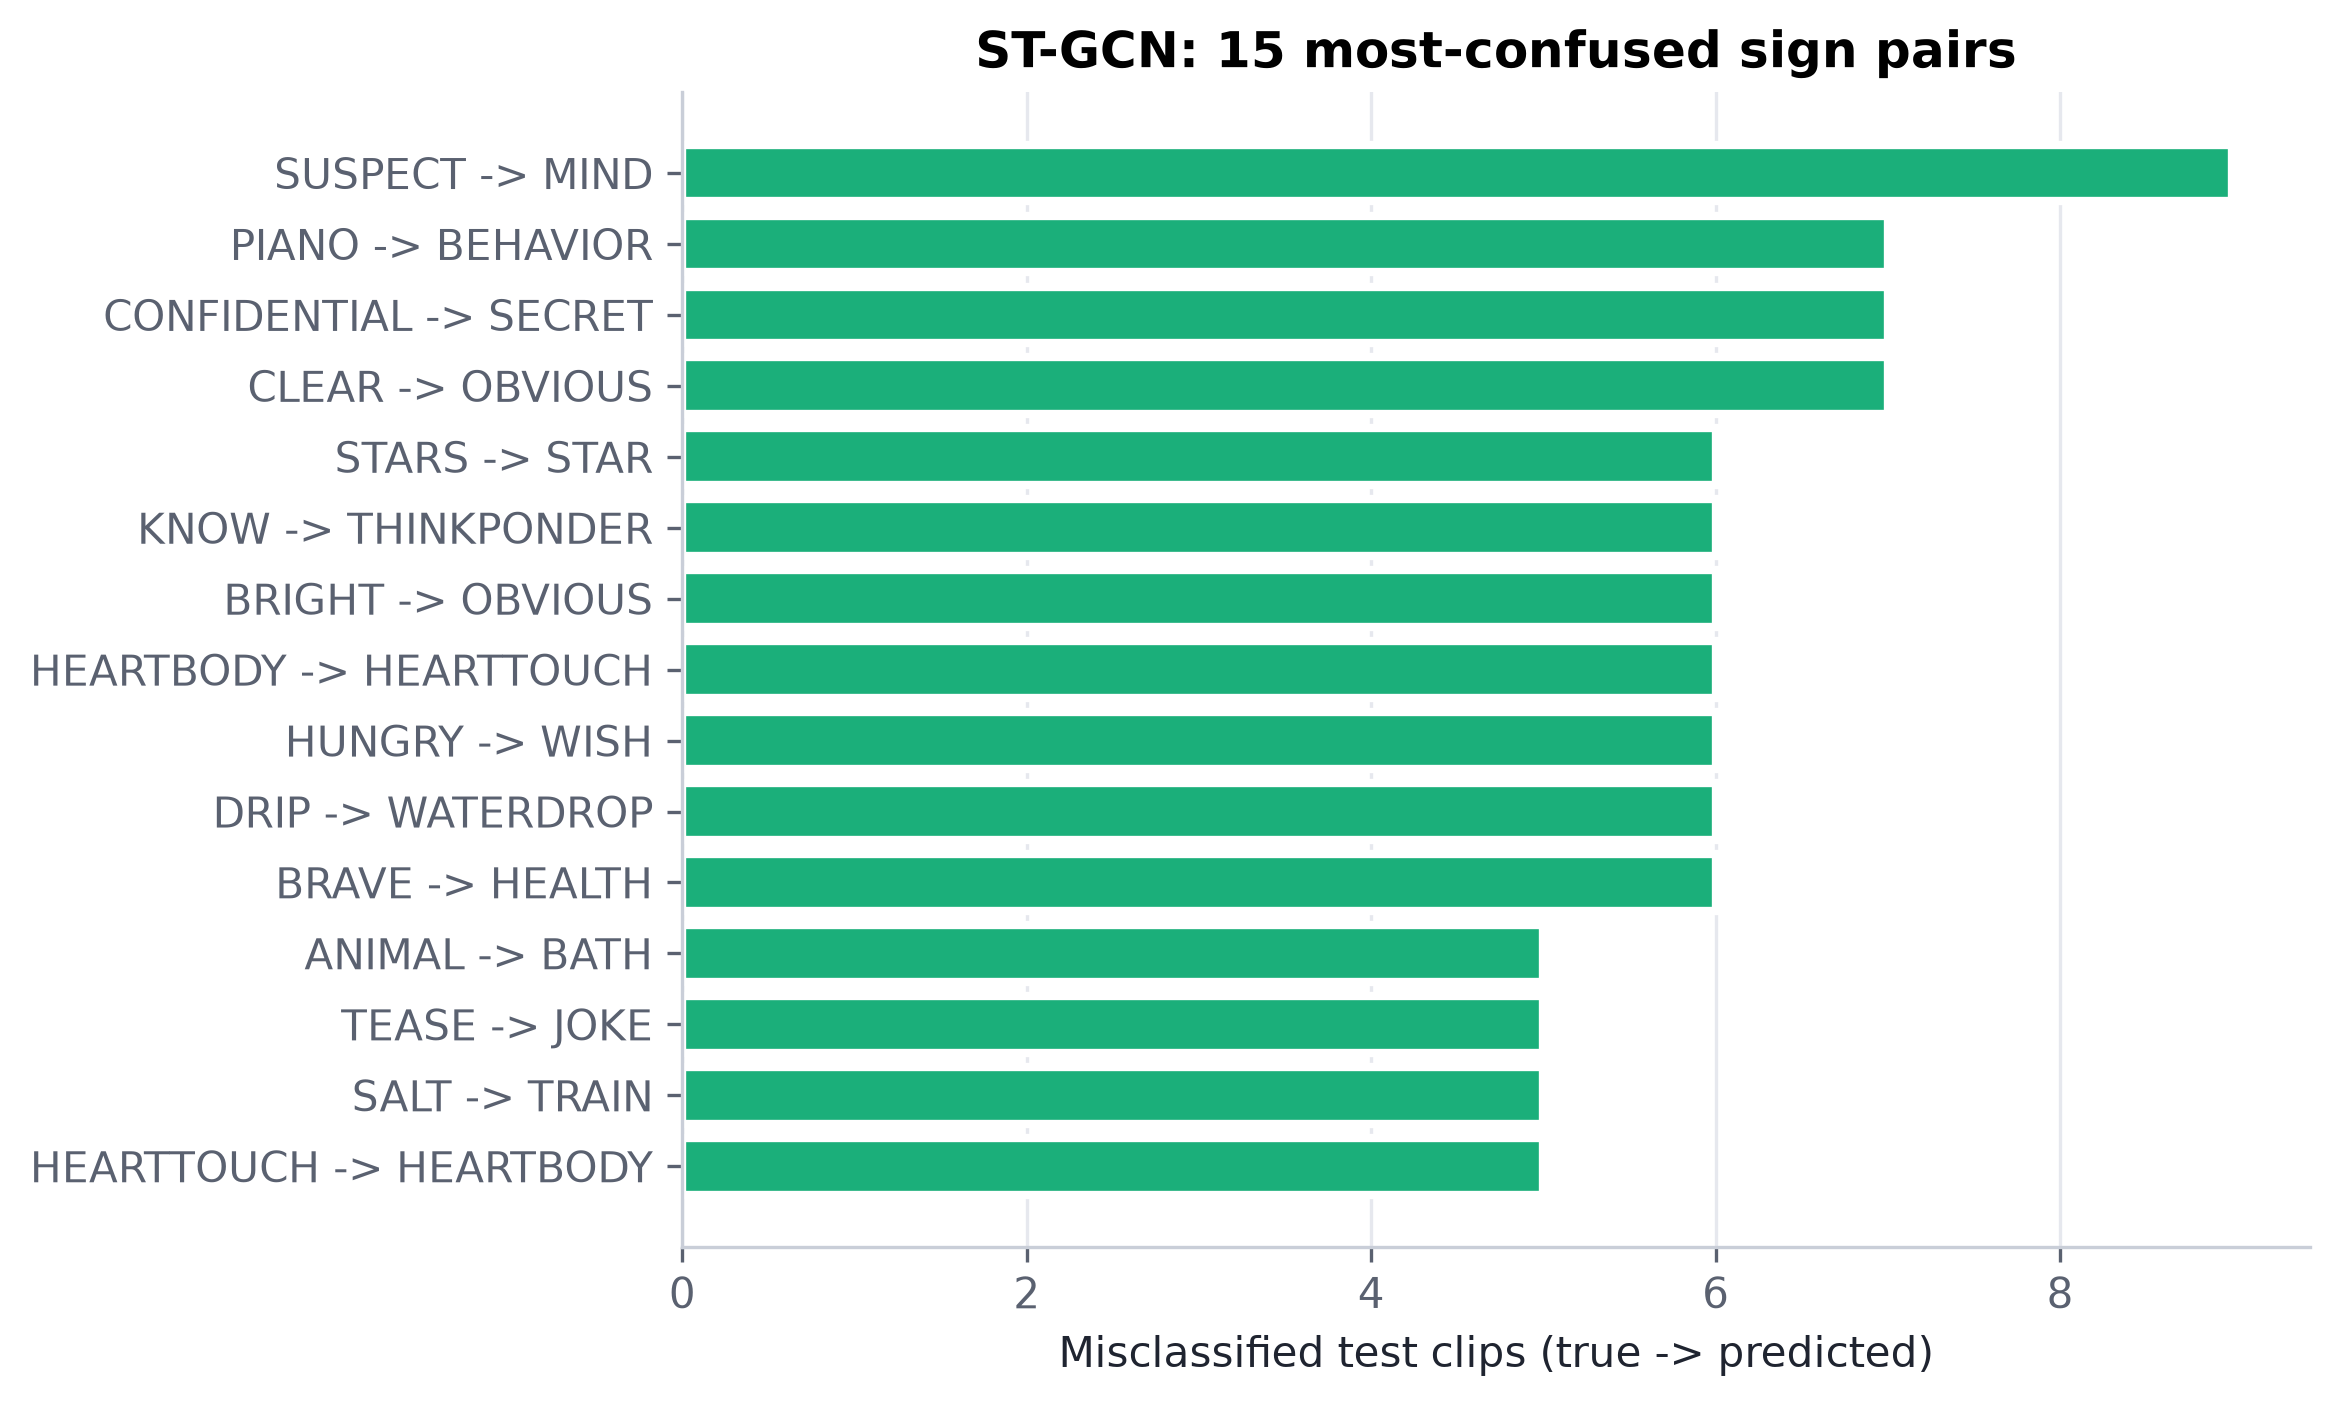 ST-GCN: 15 most-confused sign pairs
SUSPECT -> MIND
PIANO -> BEHAVIOR
CONFIDENTIAL -> SECRET
CLEAR -> OBVIOUS
STARS -> STAR
KNOW -> THINKPONDER
BRIGHT -> OBVIOUS
HEARTBODY -> HEARTTOUCH
HUNGRY -> WISH
DRIP -> WATERDROP
BRAVE -> HEALTH
ANIMAL -> BATH
TEASE -> JOKE
SALT -> TRAIN
HEARTTOUCH -> HEARTBODY
0 2 4 6 8
Misclassified test clips (true -> predicted)